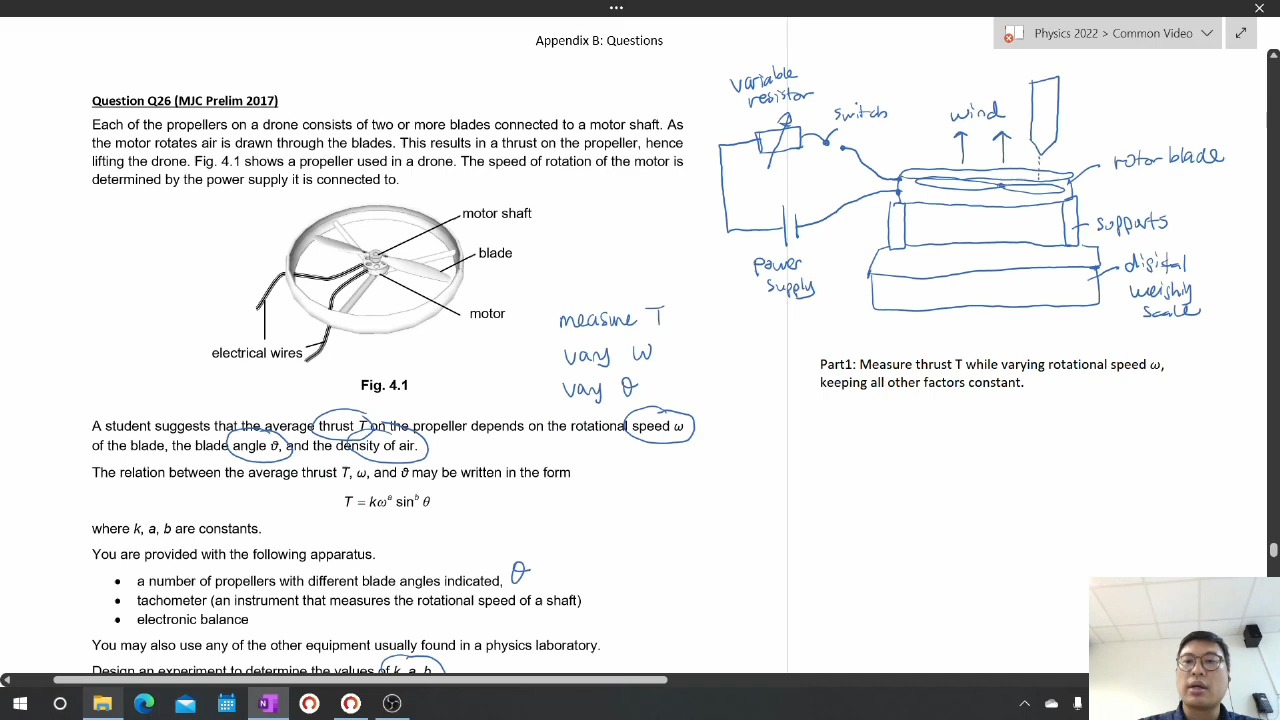 Appendix B: Questions
Physics 2022 > Common Video
Question Q26 (MJC Prelim 2017)
Each of the propellers on a drone consists of two or more blades connected to a motor shaft. As
the motor rotates air is drawn through the blades. This results in a thrust on the propeller, hence
lifting the drone. Fig. 4.1 shows a propeller used in a drone. The speed of rotation of the motor is
determined by the power supply it is connected to.
motor shaft
blade
motor
electrical wires
Fig. 4.1
measure T
vary ω
vary θ
A student suggests that the average thrust T on the propeller depends on the rotational speed ω
of the blade, the blade angle ϑ, and the density of air.
The relation between the average thrust T, ω, and ϑ may be written in the form
T = kωᵃ sinᵇ θ
where k, a, b are constants.
You are provided with the following apparatus.
• a number of propellers with different blade angles indicated, θ
• tachometer (an instrument that measures the rotational speed of a shaft)
• electronic balance
You may also use any of the other equipment usually found in a physics laboratory.
Design an experiment to determine the values of k, a, b
variable
resistor
switch
wind
rotor blade
supports
power
supply
digital
weighing
scale
Part1: Measure thrust T while varying rotational speed ω,
keeping all other factors constant.